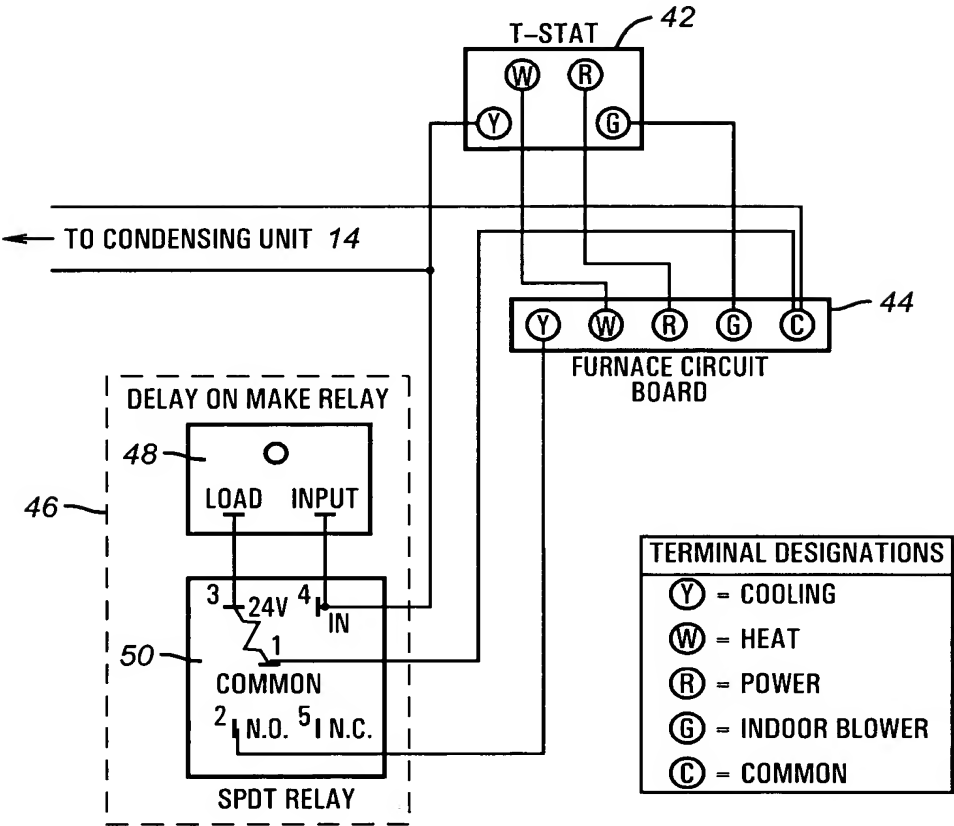 42
T-STAT
W R
Y G
TO CONDENSING UNIT 14
44
Y W R G C
FURNACE CIRCUIT
BOARD
DELAY ON MAKE RELAY
48
46
LOAD INPUT
3 24V 4
IN
1
50
COMMON
2 N.O. 5 N.C.
SPDT RELAY
TERMINAL DESIGNATIONS
Y = COOLING
W = HEAT
R = POWER
G = INDOOR BLOWER
C = COMMON